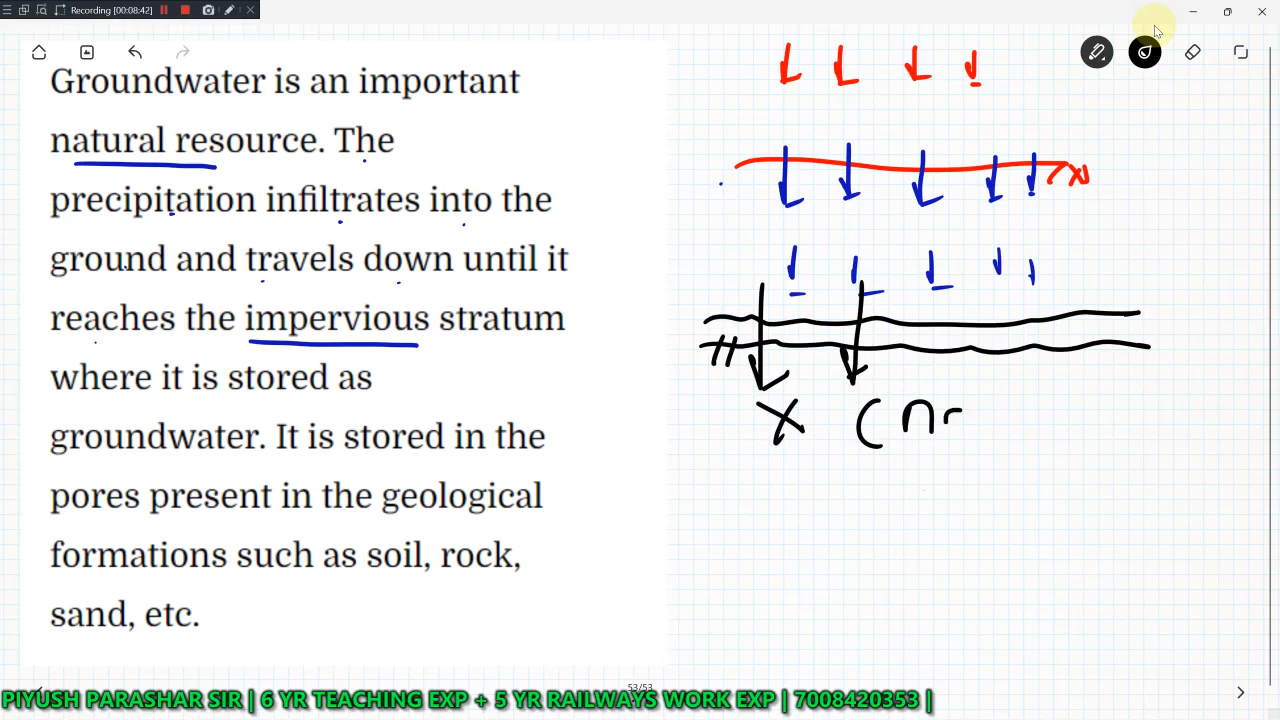 Recording [00:08:42]
Groundwater is an important
natural resource. The
precipitation infiltrates into the
ground and travels down until it
reaches the impervious stratum
where it is stored as
groundwater. It is stored in the
pores present in the geological
formations such as soil, rock,
sand, etc.
53/53
PIYUSH PARASHAR SIR | 6 YR TEACHING EXP + 5 YR RAILWAYS WORK EXP | 7008420353 |